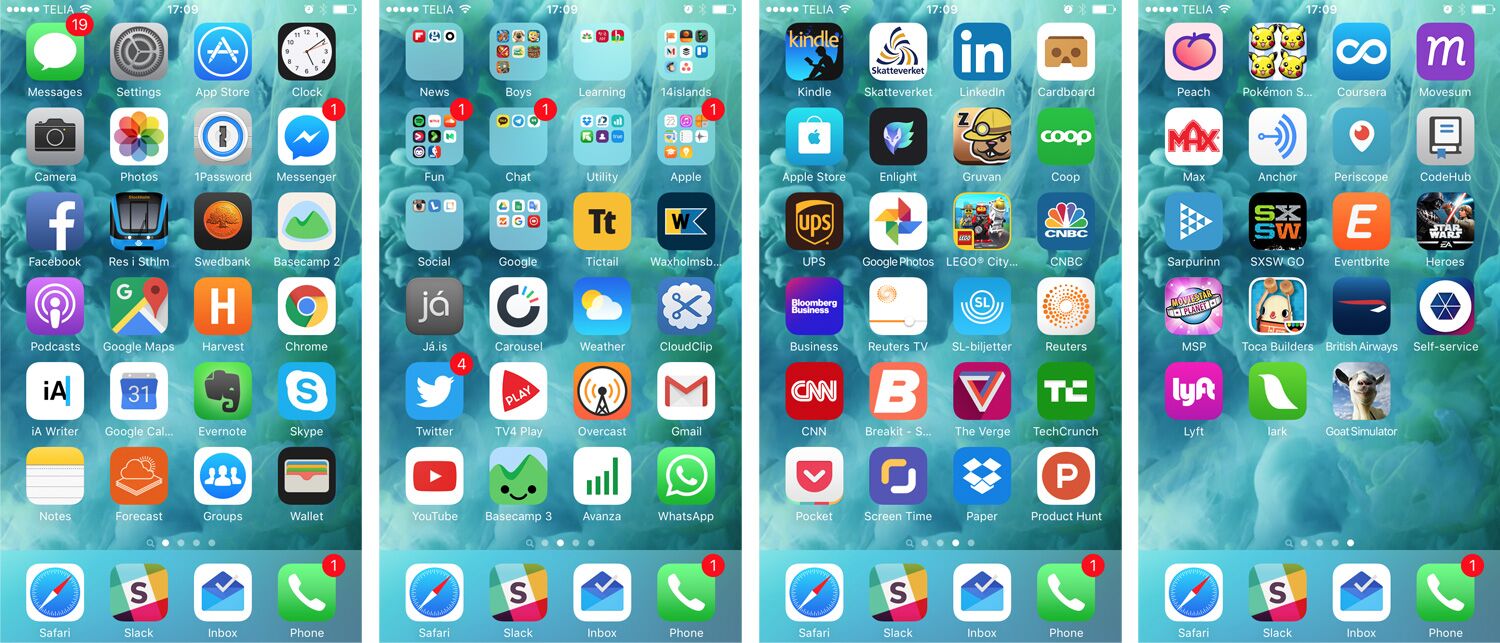 TELIA 17:09
19
Messages Settings App Store Clock
1
Camera Photos 1Password Messenger
Stockholm
Facebook Res i Sthlm Swedbank Basecamp 2
G
H
Podcasts Google Maps Harvest Chrome
iA
31
iA Writer Google Cal... Evernote Skype
Notes Forecast Groups Wallet
S
1
Safari Slack Inbox Phone
TELIA 17:09
News Boys Learning 14islands
1 1 1
Fun Chat Utility Apple
Tt W
Social Google Tictail Waxholmsb...
já
Já.is Carousel Weather CloudClip
4
PLAY
Twitter TV4 Play Overcast Gmail
YouTube Basecamp 3 Avanza WhatsApp
S
1
Safari Slack Inbox Phone
TELIA 17:09
kindle Skatteverket in
Kindle Skatteverket LinkedIn Cardboard
Z coop
Apple Store Enlight Gruvan Coop
ups LEGO CNBC
UPS Google Photos LEGO® City... CNBC
Bloomberg
Business
SL
Business Reuters TV SL-biljetter Reuters
CNN B TC
CNN Breakit - S... The Verge TechCrunch
P
Pocket Screen Time Paper Product Hunt
S
1
Safari Slack Inbox Phone
TELIA 17:09
m
Peach Pokémon S... Coursera Movesum
MAX
Max Anchor Periscope CodeHub
SX
SW
E
STAR
WARS
EA
Sarpurinn SXSW GO Eventbrite Heroes
MOVIESTAR
PLANET
MSP Toca Builders British Airways Self-service
lyft
Lyft lark Goat Simulator
S
1
Safari Slack Inbox Phone